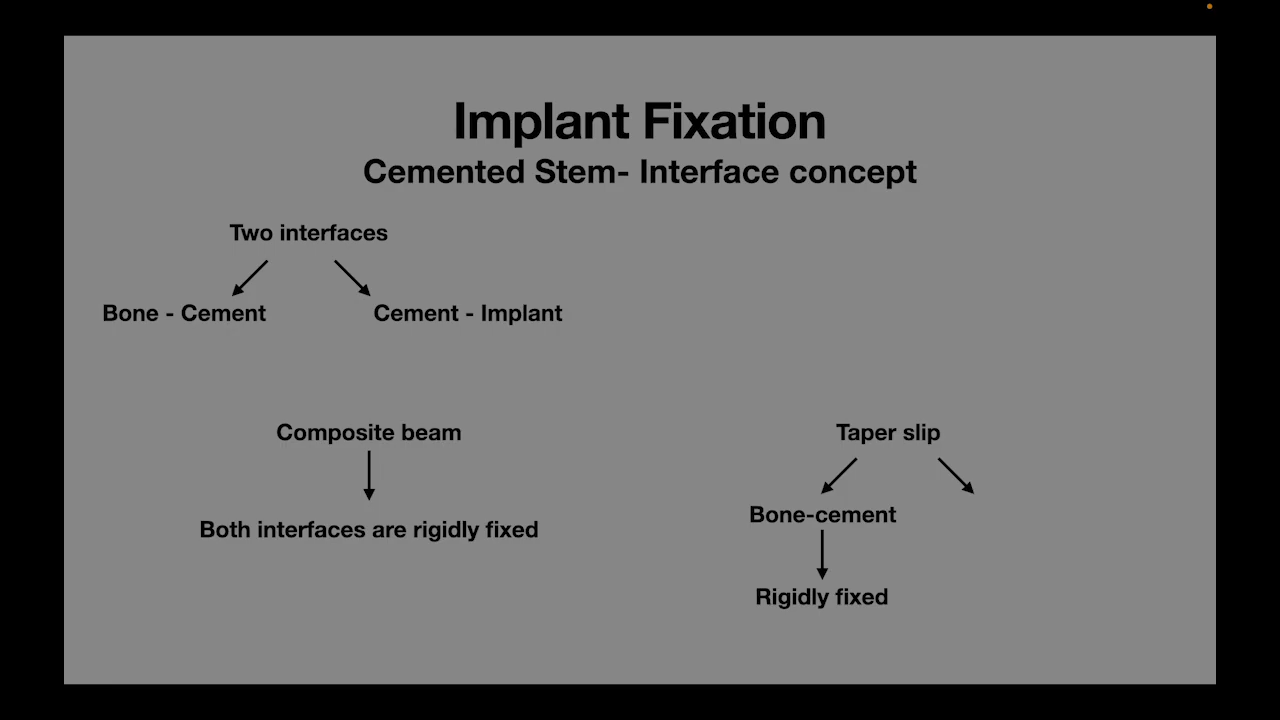 Implant Fixation
Cemented Stem- Interface concept
Two interfaces
Bone - Cement
Cement - Implant
Composite beam
Both interfaces are rigidly fixed
Taper slip
Bone-cement
Rigidly fixed